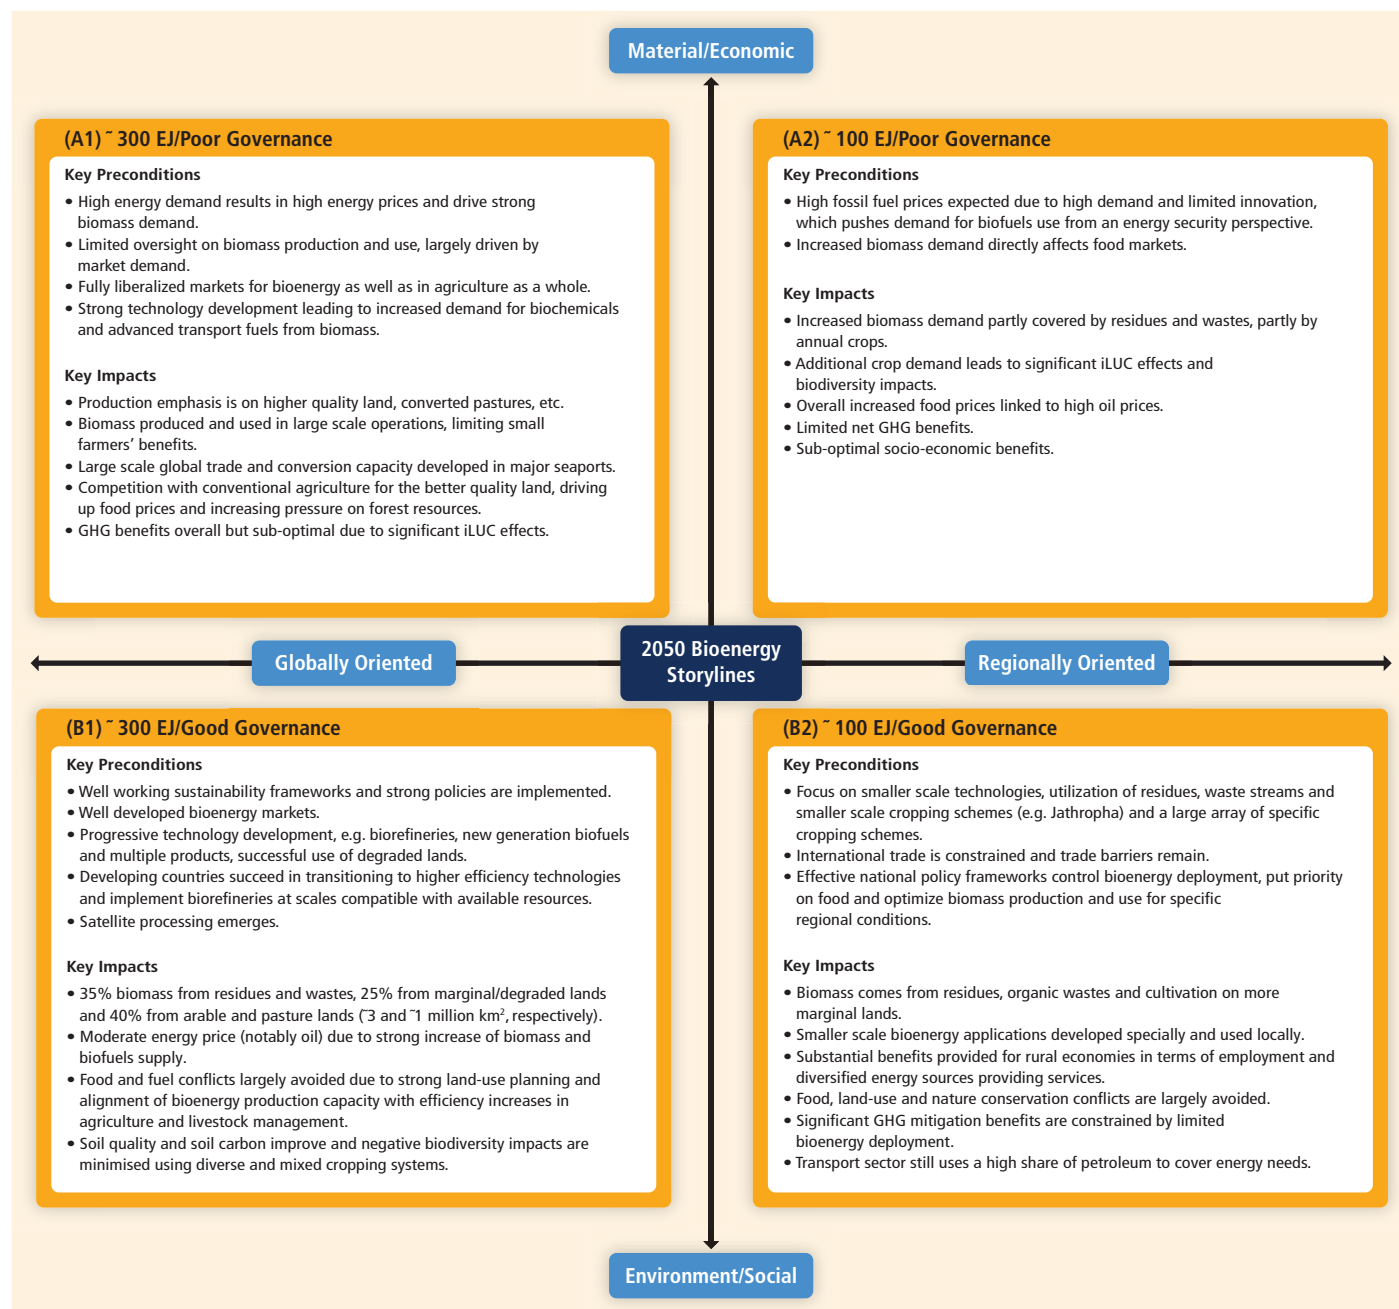 Material/Economic
(A1) ˜ 300 EJ/Poor Governance
Key Preconditions
• High energy demand results in high energy prices and drive strong
biomass demand.
• Limited oversight on biomass production and use, largely driven by
market demand.
• Fully liberalized markets for bioenergy as well as in agriculture as a whole.
• Strong technology development leading to increased demand for biochemicals
and advanced transport fuels from biomass.
Key Impacts
• Production emphasis is on higher quality land, converted pastures, etc.
• Biomass produced and used in large scale operations, limiting small
farmers’ benefits.
• Large scale global trade and conversion capacity developed in major seaports.
• Competition with conventional agriculture for the better quality land, driving
up food prices and increasing pressure on forest resources.
• GHG benefits overall but sub-optimal due to significant iLUC effects.
(A2) ˜ 100 EJ/Poor Governance
Key Preconditions
• High fossil fuel prices expected due to high demand and limited innovation,
which pushes demand for biofuels use from an energy security perspective.
• Increased biomass demand directly affects food markets.
Key Impacts
• Increased biomass demand partly covered by residues and wastes, partly by
annual crops.
• Additional crop demand leads to significant iLUC effects and
biodiversity impacts.
• Overall increased food prices linked to high oil prices.
• Limited net GHG benefits.
• Sub-optimal socio-economic benefits.
Globally Oriented
2050 Bioenergy
Storylines
Regionally Oriented
(B1) ˜ 300 EJ/Good Governance
Key Preconditions
• Well working sustainability frameworks and strong policies are implemented.
• Well developed bioenergy markets.
• Progressive technology development, e.g. biorefineries, new generation biofuels
and multiple products, successful use of degraded lands.
• Developing countries succeed in transitioning to higher efficiency technologies
and implement biorefineries at scales compatible with available resources.
• Satellite processing emerges.
Key Impacts
• 35% biomass from residues and wastes, 25% from marginal/degraded lands
and 40% from arable and pasture lands (˜3 and ˜1 million km², respectively).
• Moderate energy price (notably oil) due to strong increase of biomass and
biofuels supply.
• Food and fuel conflicts largely avoided due to strong land-use planning and
alignment of bioenergy production capacity with efficiency increases in
agriculture and livestock management.
• Soil quality and soil carbon improve and negative biodiversity impacts are
minimised using diverse and mixed cropping systems.
(B2) ˜ 100 EJ/Good Governance
Key Preconditions
• Focus on smaller scale technologies, utilization of residues, waste streams and
smaller scale cropping schemes (e.g. Jathropha) and a large array of specific
cropping schemes.
• International trade is constrained and trade barriers remain.
• Effective national policy frameworks control bioenergy deployment, put priority
on food and optimize biomass production and use for specific
regional conditions.
Key Impacts
• Biomass comes from residues, organic wastes and cultivation on more
marginal lands.
• Smaller scale bioenergy applications developed specially and used locally.
• Substantial benefits provided for rural economies in terms of employment and
diversified energy sources providing services.
• Food, land-use and nature conservation conflicts are largely avoided.
• Significant GHG mitigation benefits are constrained by limited
bioenergy deployment.
• Transport sector still uses a high share of petroleum to cover energy needs.
Environment/Social